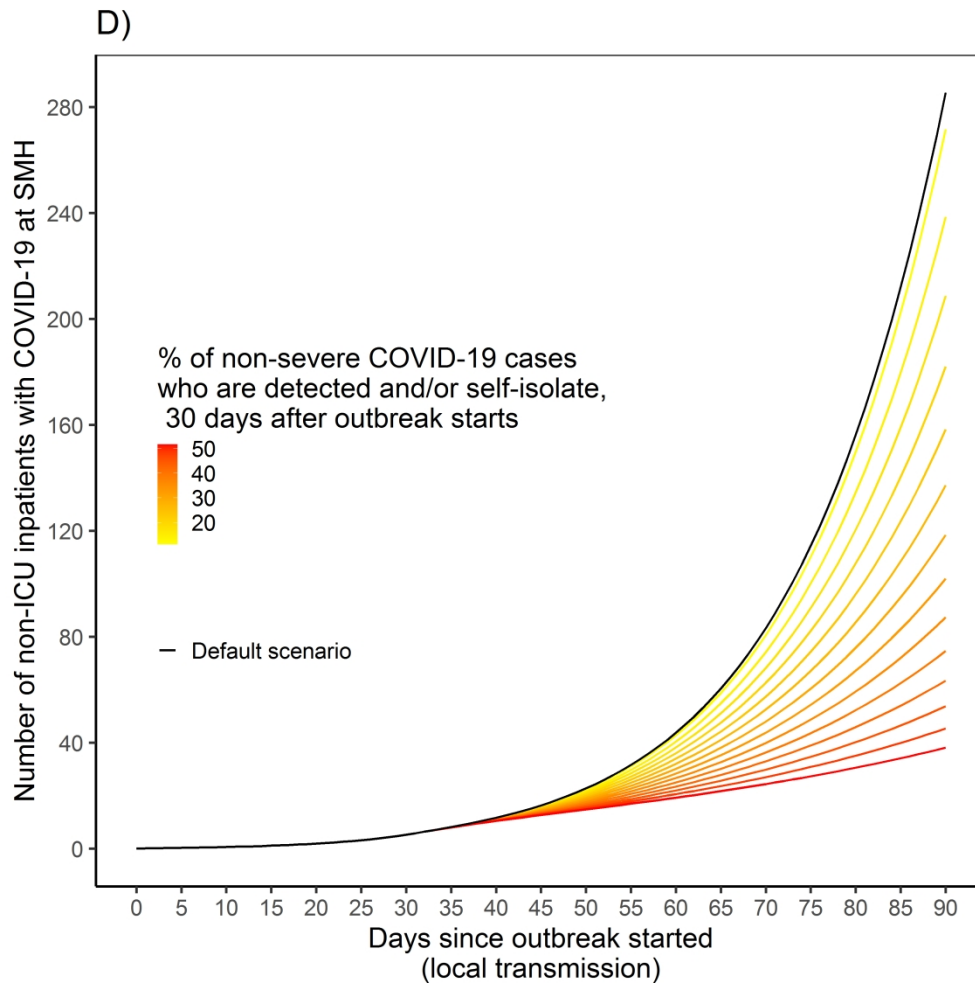 D)
Number of non-ICU inpatients with COVID-19 at SMH
280
240
200
160
120
80
40
0
% of non-severe COVID-19 cases
who are detected and/or self-isolate,
30 days after outbreak starts
50
40
30
20
Default scenario
0 5 10 15 20 25 30 35 40 45 50 55 60 65 70 75 80 85 90
Days since outbreak started
(local transmission)